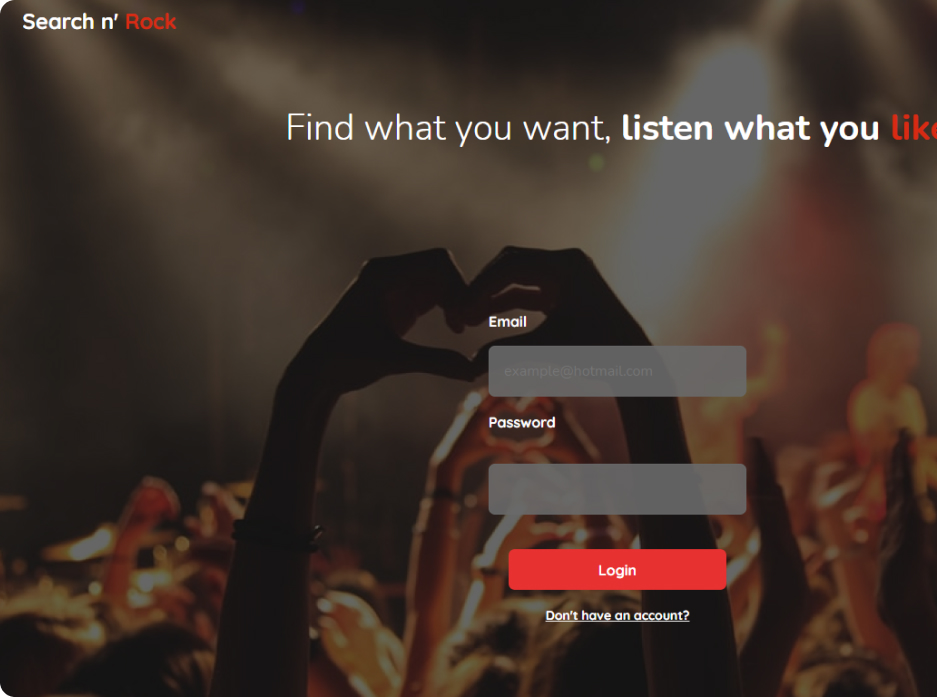 Search n' Rock
Find what you want, listen what you like
Email
example@hotmail.com
Password
Login
Don't have an account?